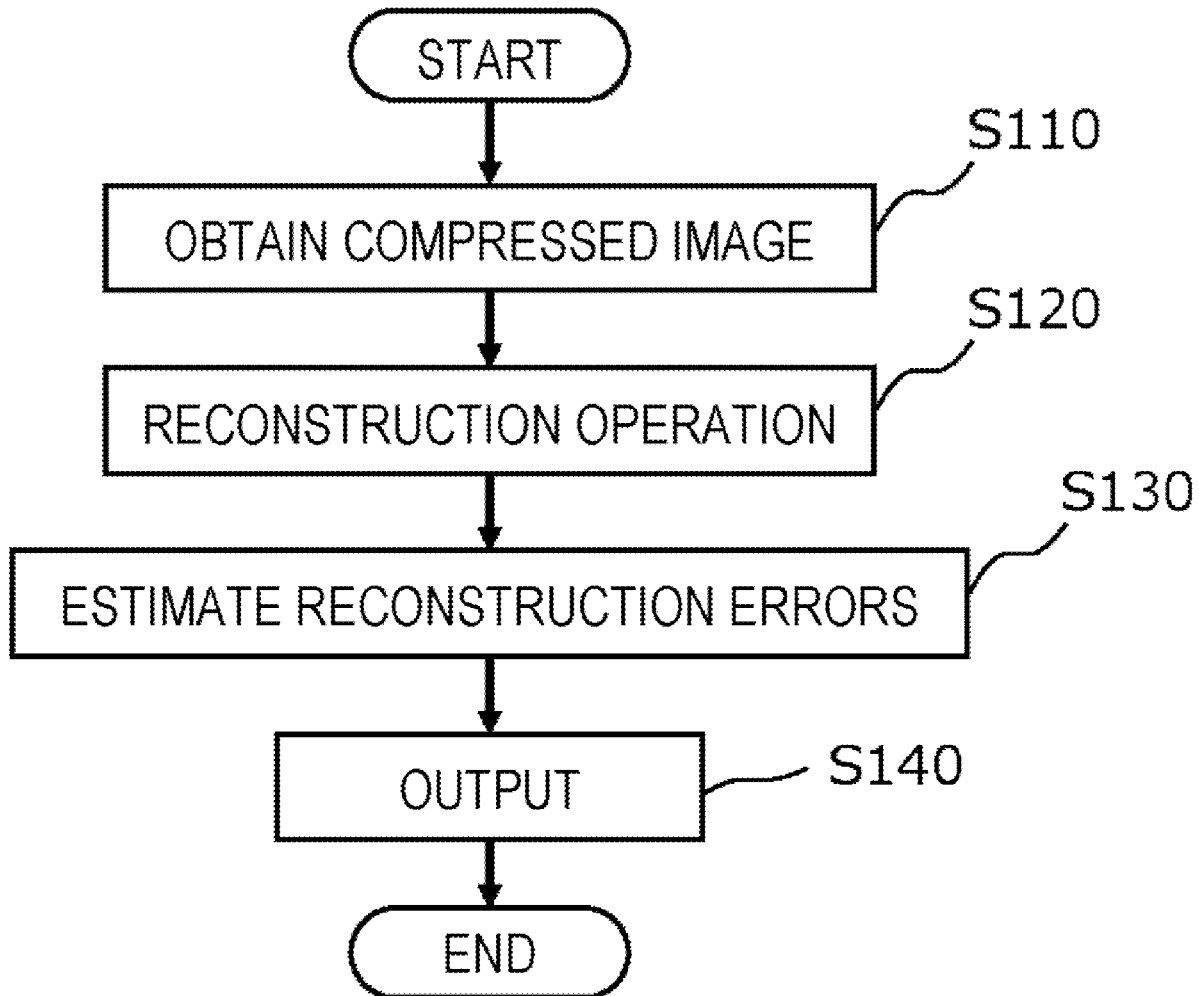 START
S110
OBTAIN COMPRESSED IMAGE
S120
RECONSTRUCTION OPERATION
S130
ESTIMATE RECONSTRUCTION ERRORS
S140
OUTPUT
END